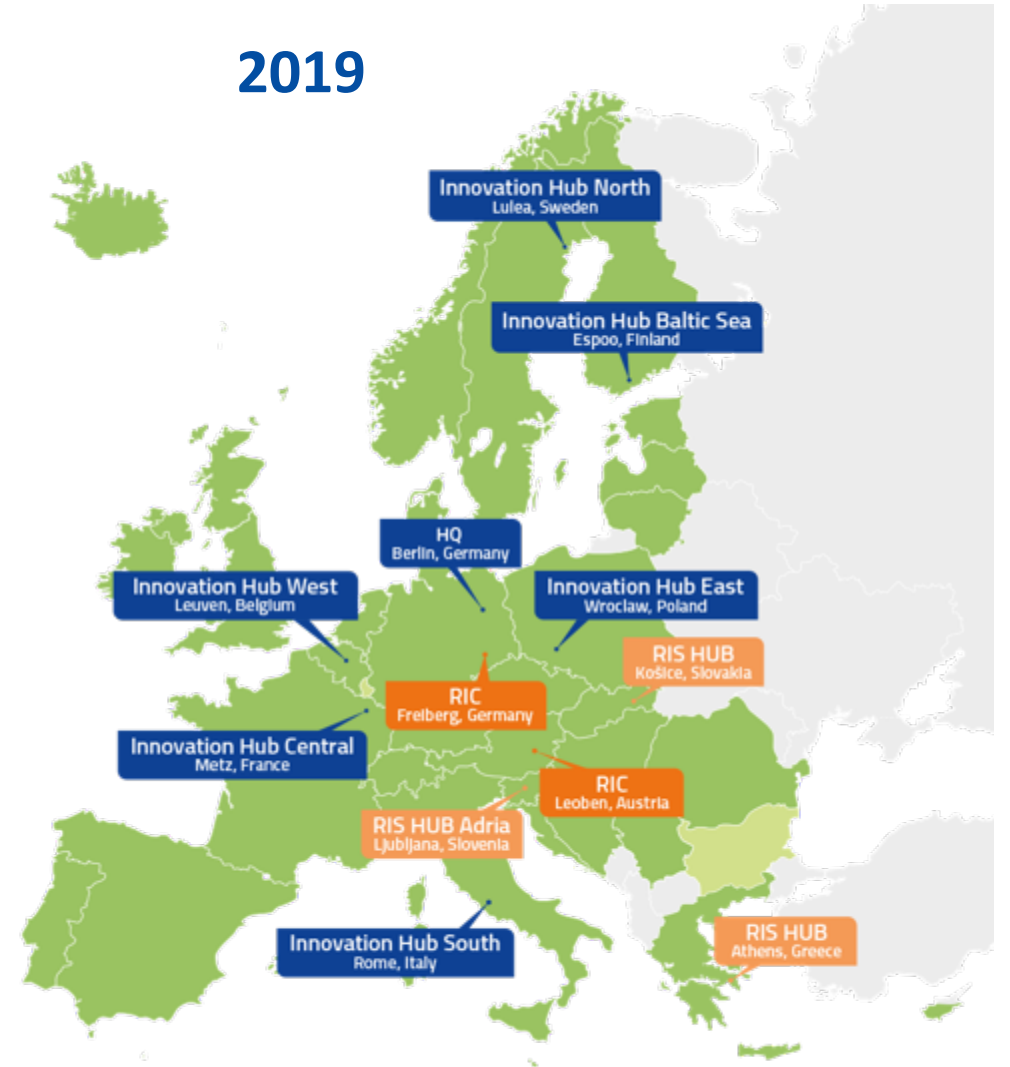 2019
Innovation Hub North
Lulea, Sweden
Innovation Hub Baltic Sea
Espoo, Finland
HQ
Berlin, Germany
Innovation Hub West
Leuven, Belgium
Innovation Hub East
Wroclaw, Poland
RIS HUB
Košice, Slovakia
RIC
Freiberg, Germany
Innovation Hub Central
Metz, France
RIC
Leoben, Austria
RIS HUB Adria
Ljubljana, Slovenia
RIS HUB
Athens, Greece
Innovation Hub South
Rome, Italy